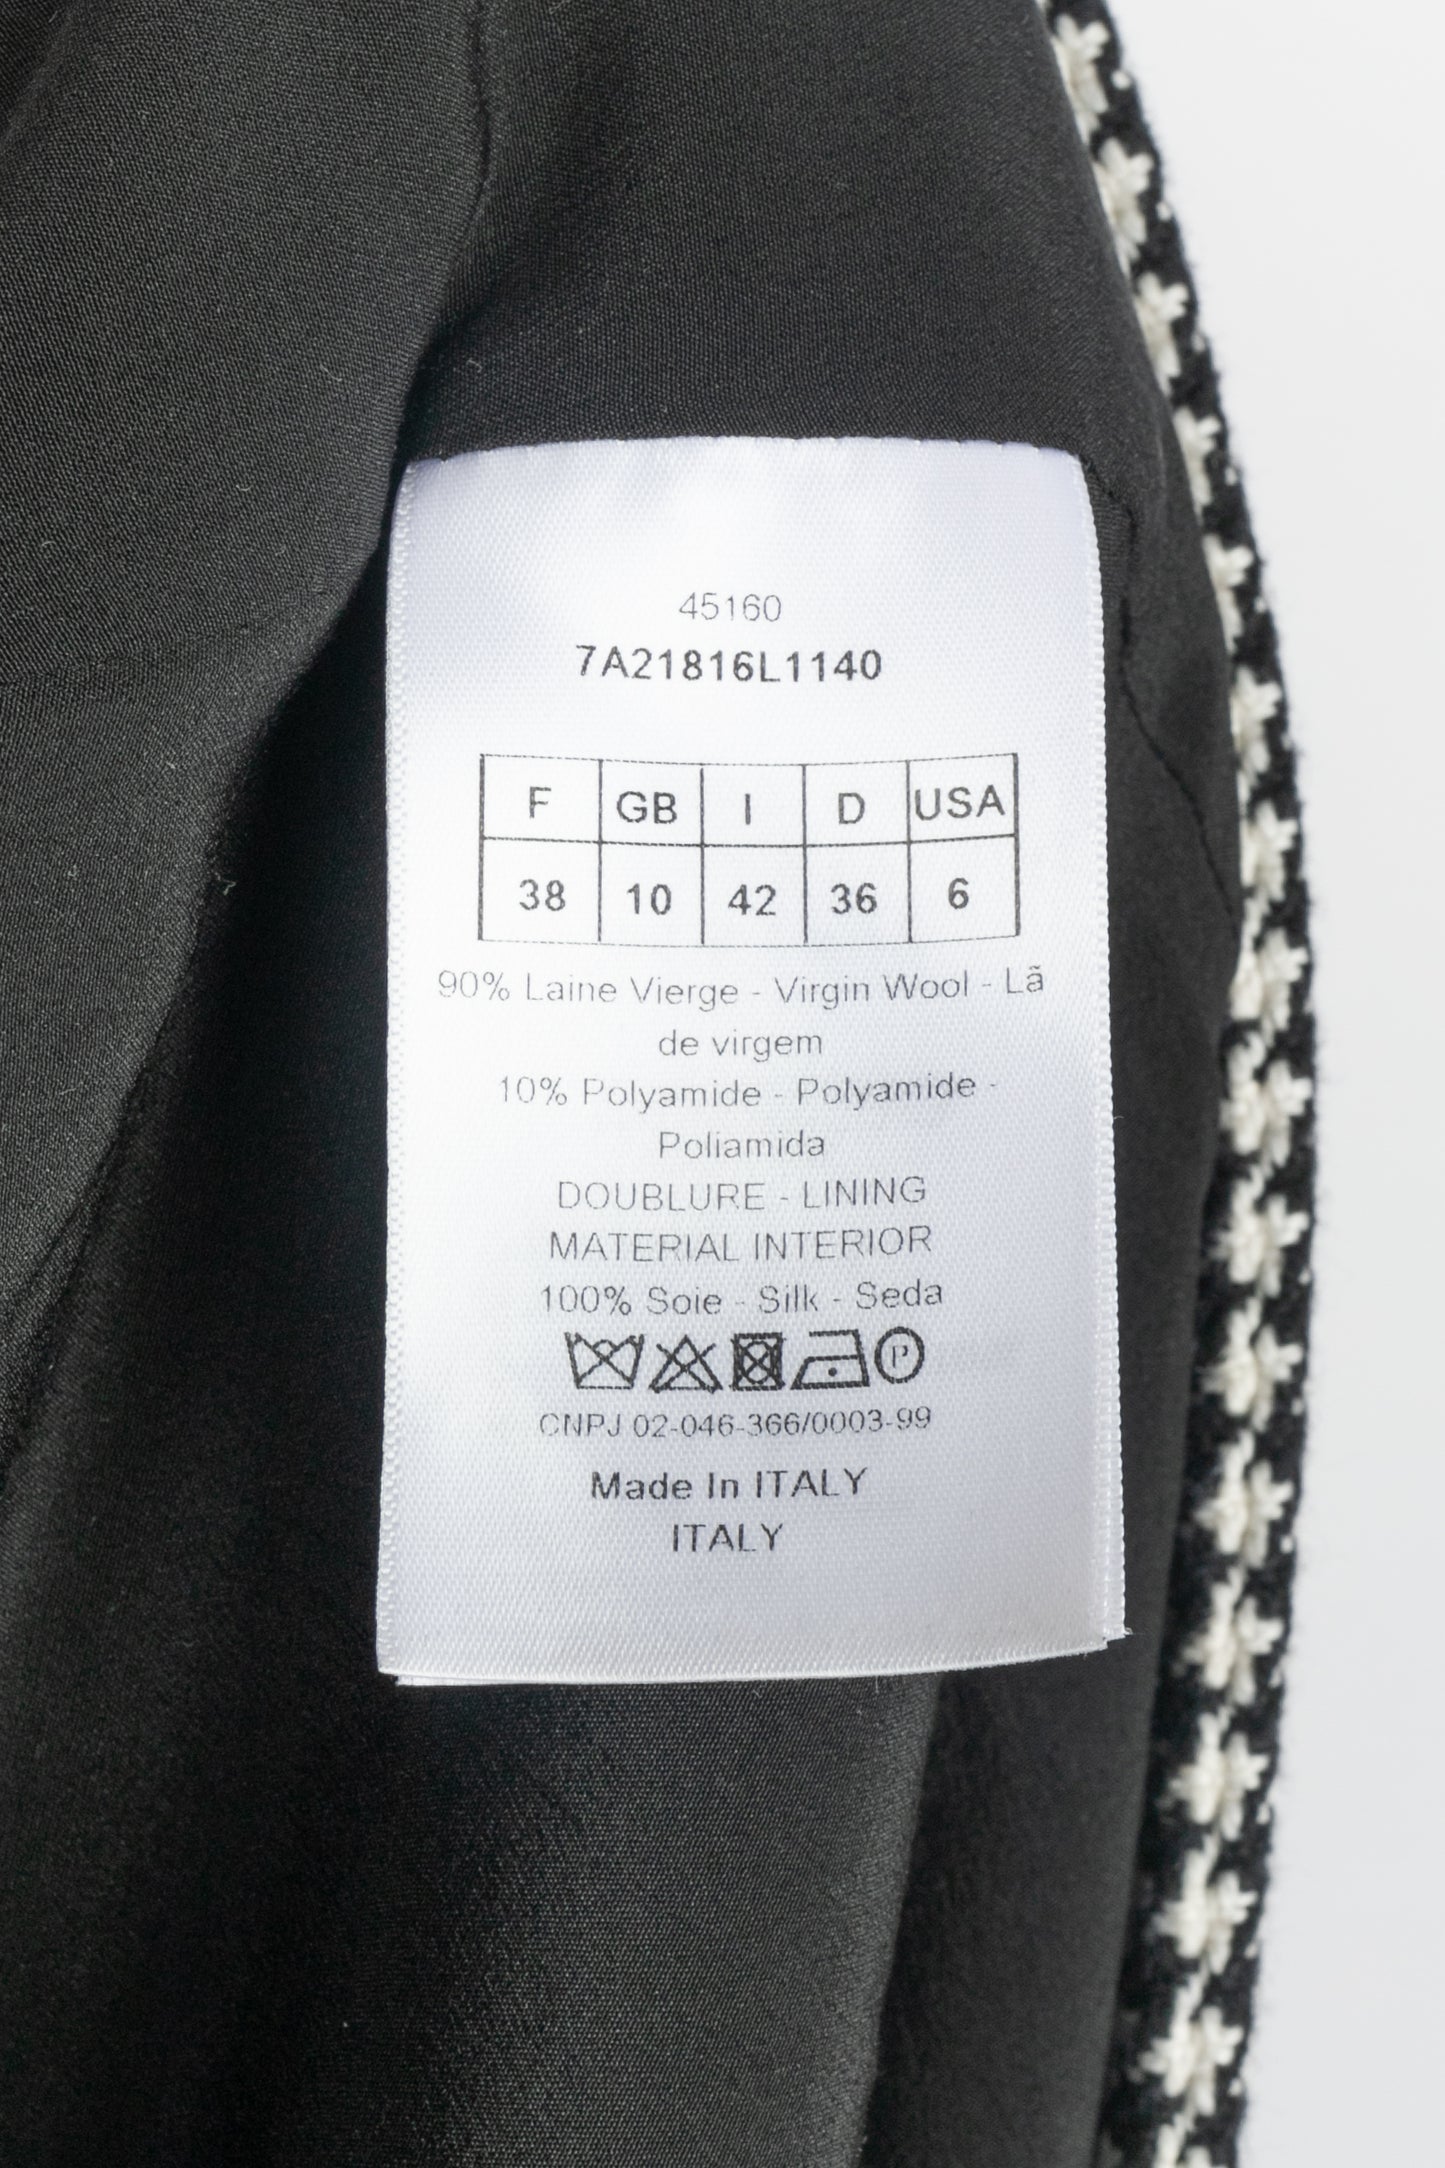 45160
7A21816L1140
F GB I D USA
38 10 42 36 6
90% Laine Vierge - Virgin Wool - Lã
de virgem
10% Polyamide - Polyamide -
Poliamida
DOUBLURE - LINING
MATERIAL INTERIOR
100% Soie - Silk - Seda
P
CNPJ 02-046-366/0003-99
Made In ITALY
ITALY